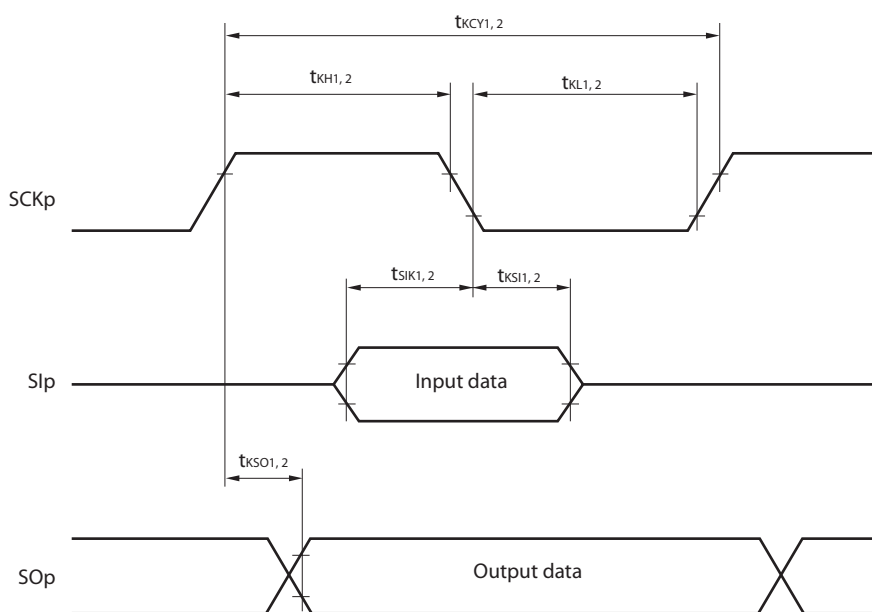 tKCY1, 2
tKH1, 2
tKL1, 2
SCKp
tSIK1, 2
tKSI1, 2
SIp
Input data
tKSO1, 2
SOp
Output data